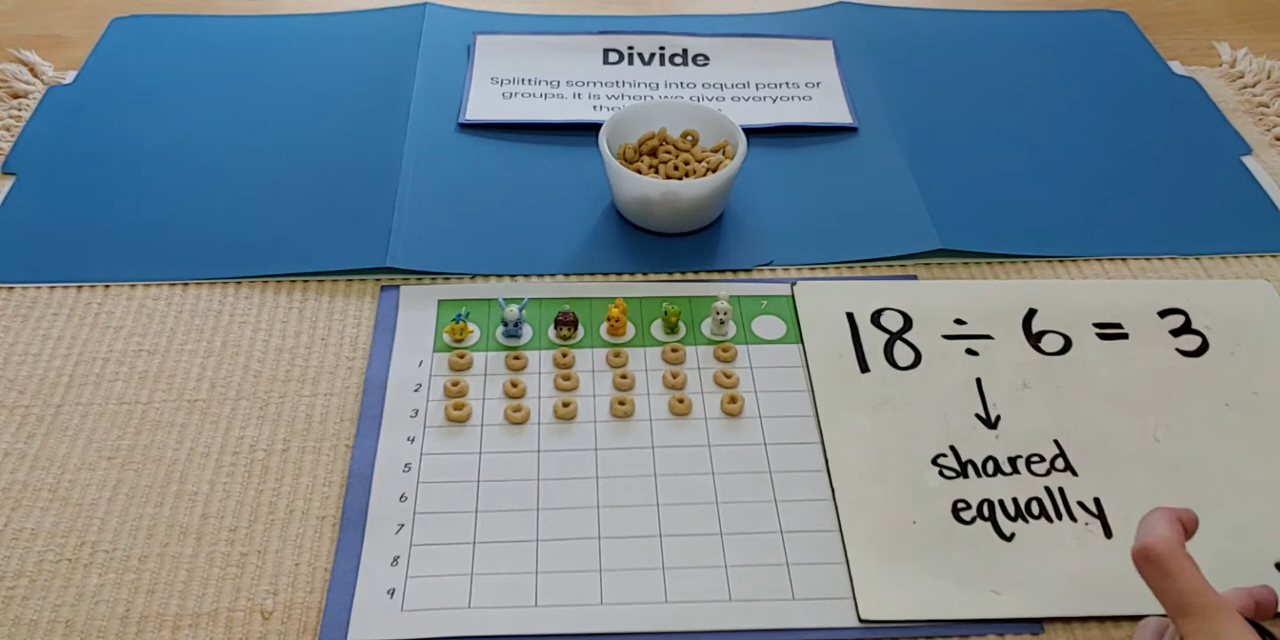 Divide
Splitting something into equal parts or
groups. It is when we give everyone
7
1
2
3
4
5
6
7
8
9
18 ÷ 6 = 3
↓
shared
equally